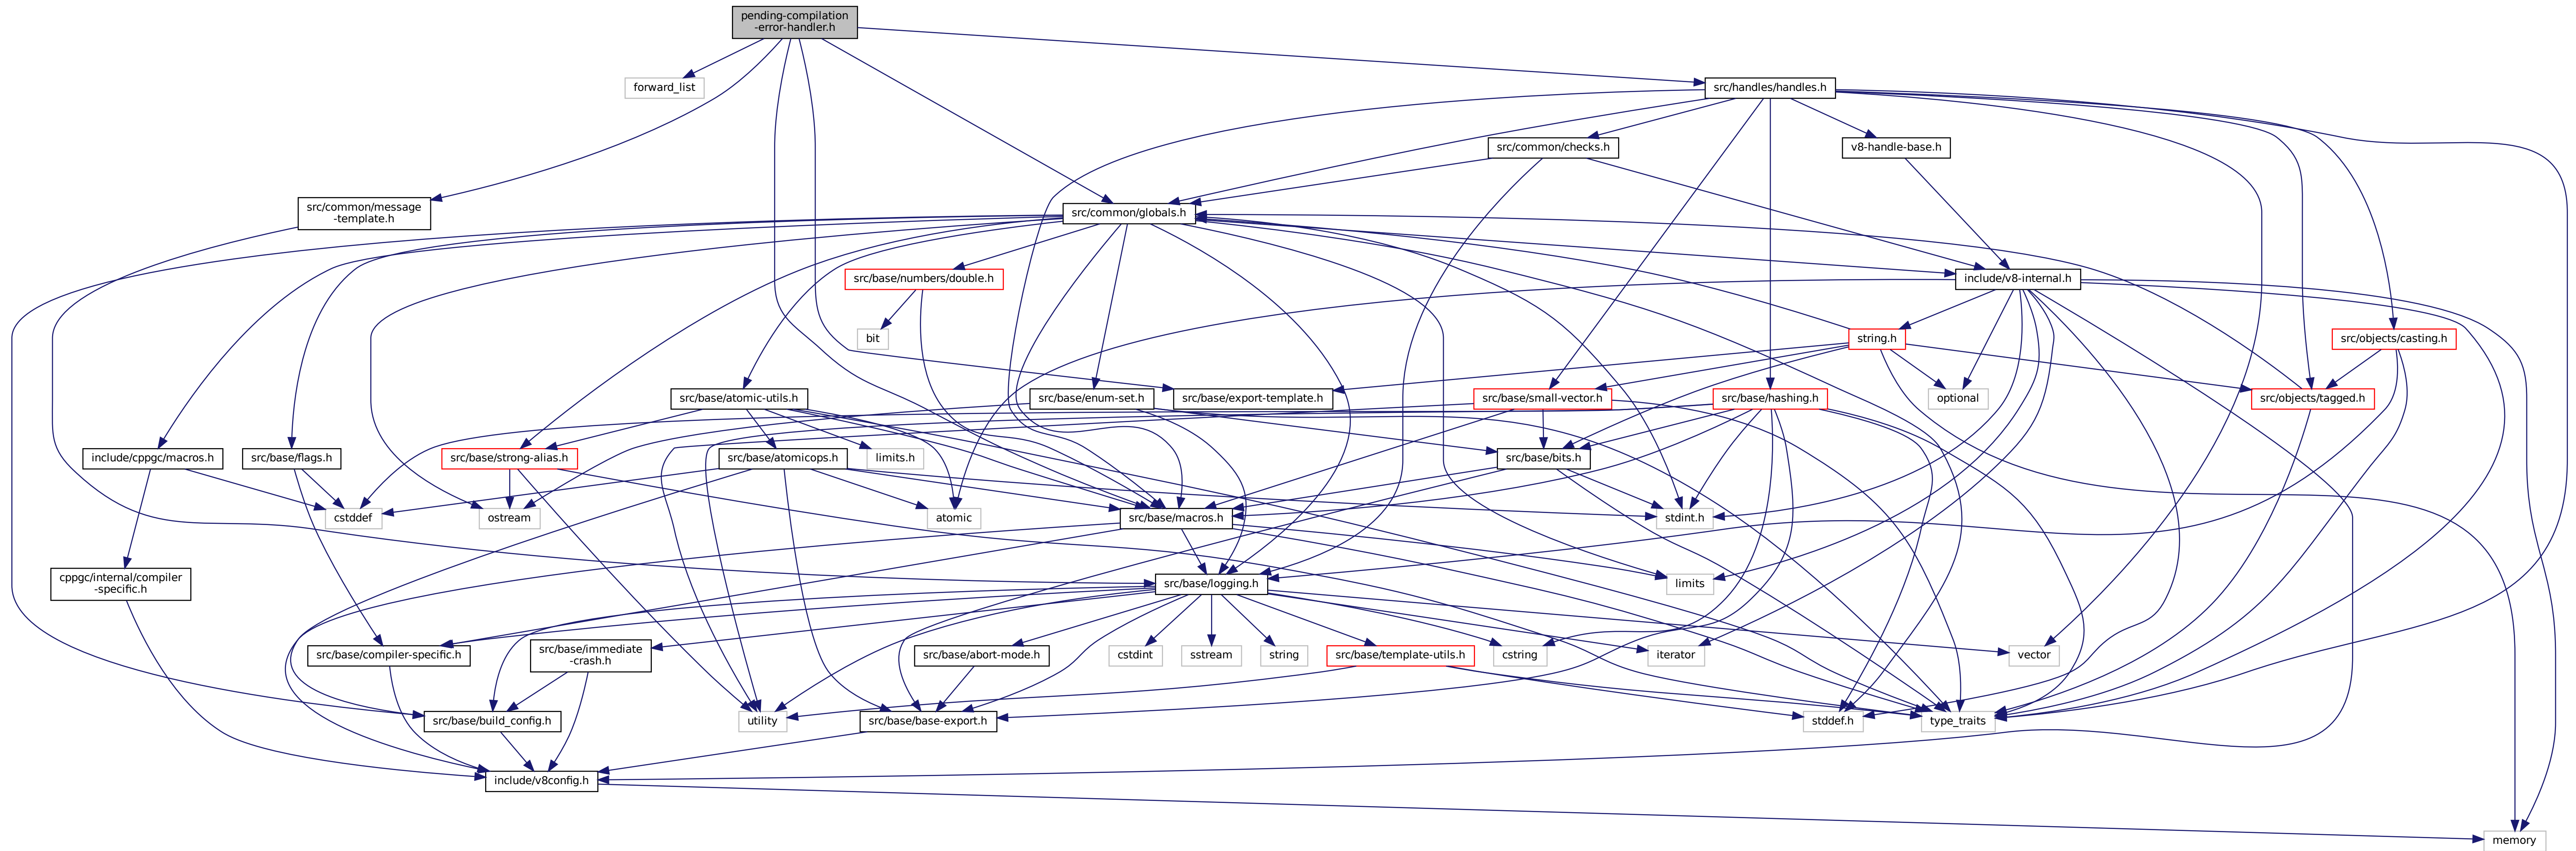 pending-compilation
-error-handler.h
forward_list
src/handles/handles.h
src/common/checks.h
v8-handle-base.h
src/common/message
-template.h
src/common/globals.h
src/base/numbers/double.h
include/v8-internal.h
bit
string.h
src/objects/casting.h
src/base/atomic-utils.h
src/base/enum-set.h
src/base/export-template.h
src/base/small-vector.h
src/base/hashing.h
optional
src/objects/tagged.h
include/cppgc/macros.h
src/base/flags.h
src/base/strong-alias.h
src/base/atomicops.h
limits.h
src/base/bits.h
cstddef
ostream
atomic
src/base/macros.h
stdint.h
cppgc/internal/compiler
-specific.h
src/base/logging.h
limits
src/base/compiler-specific.h
src/base/immediate
-crash.h
src/base/abort-mode.h
cstdint
sstream
string
src/base/template-utils.h
cstring
iterator
vector
src/base/build_config.h
utility
src/base/base-export.h
stddef.h
type_traits
include/v8config.h
memory